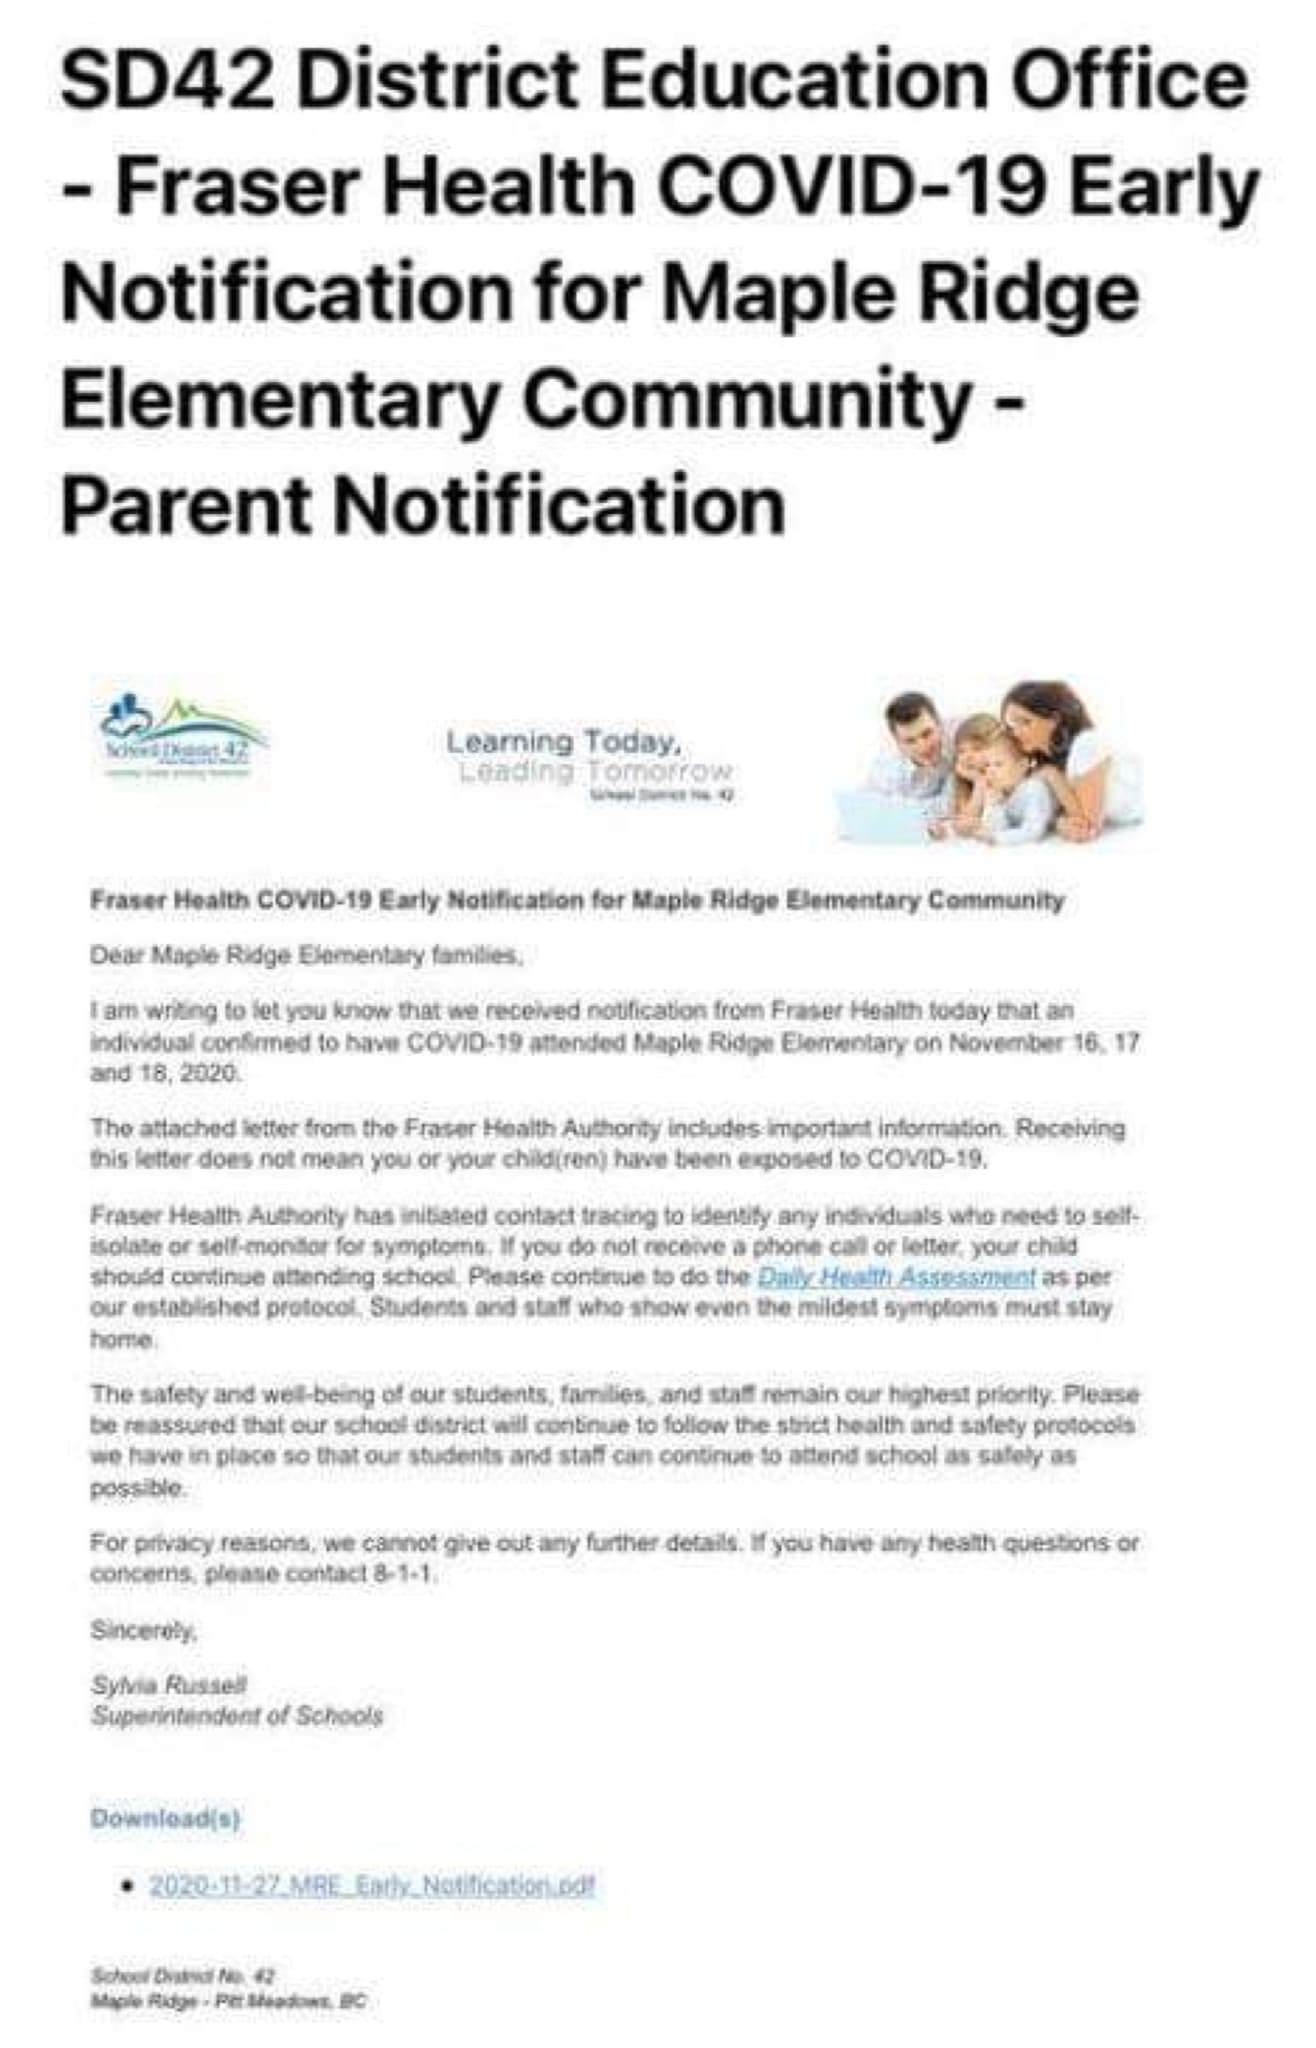 SD42 District Education Office
- Fraser Health COVID-19 Early
Notification for Maple Ridge
Elementary Community -
Parent Notification
School District 42
Learning Today,
Leading Tomorrow
School District No. 42
Fraser Health COVID-19 Early Notification for Maple Ridge Elementary Community
Dear Maple Ridge Elementary families,
I am writing to let you know that we received notification from Fraser Health today that an
individual confirmed to have COVID-19 attended Maple Ridge Elementary on November 16, 17
and 18, 2020.
The attached letter from the Fraser Health Authority includes important information. Receiving
this letter does not mean you or your child(ren) have been exposed to COVID-19.
Fraser Health Authority has initiated contact tracing to identify any individuals who need to self-
isolate or self-monitor for symptoms. If you do not receive a phone call or letter, your child
should continue attending school. Please continue to do the Daily Health Assessment as per
our established protocol. Students and staff who show even the mildest symptoms must stay
home.
The safety and well-being of our students, families, and staff remain our highest priority. Please
be reassured that our school district will continue to follow the strict health and safety protocols
we have in place so that our students and staff can continue to attend school as safely as
possible.
For privacy reasons, we cannot give out any further details. If you have any health questions or
concerns, please contact 8-1-1.
Sincerely,
Sylvia Russell
Superintendent of Schools
Download(s)
• 2020-11-27_MRE_Early_Notification.pdf
School District No. 42
Maple Ridge - Pitt Meadows, BC